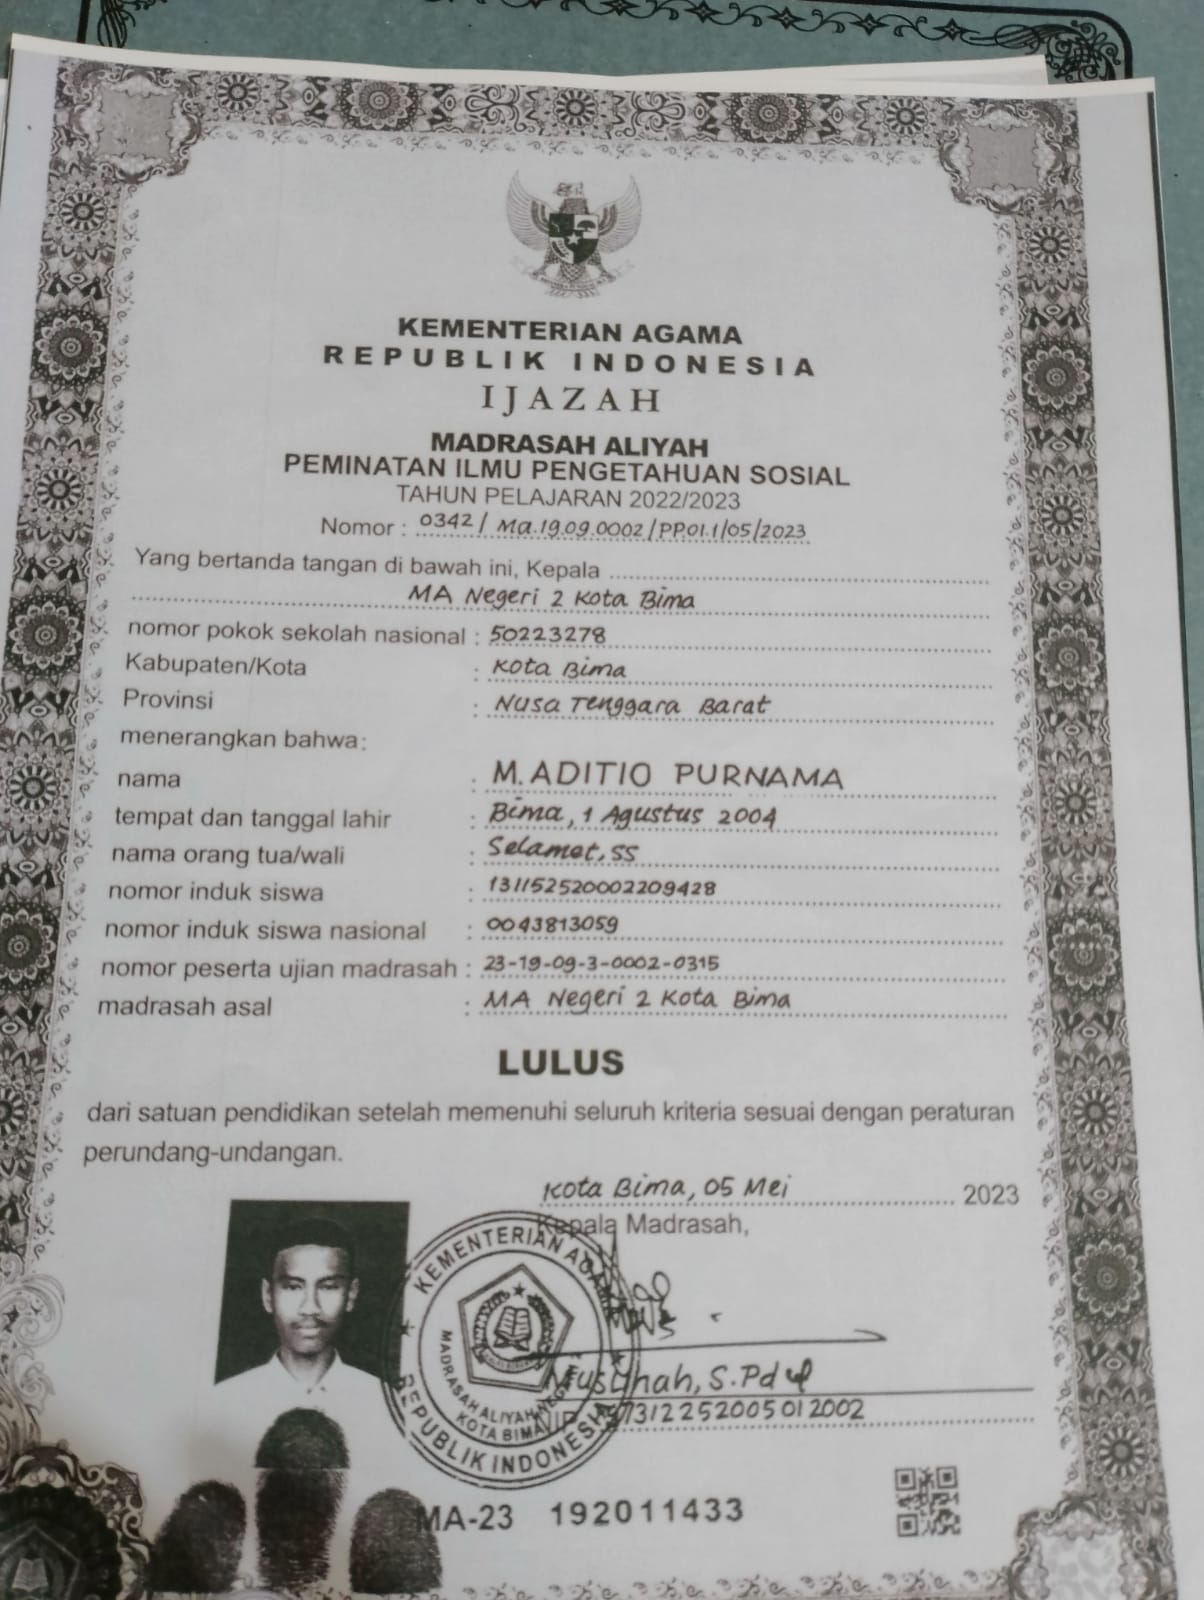 KEMENTERIAN AGAMA
REPUBLIK INDONESIA
IJAZAH
MADRASAH ALIYAH
PEMINATAN ILMU PENGETAHUAN SOSIAL
TAHUN PELAJARAN 2022/2023
Nomor : 0342/ Ma.19.09.0002/PP.01.1/05/2023
Yang bertanda tangan di bawah ini, Kepala
MA Negeri 2 Kota Bima
nomor pokok sekolah nasional : 50223278
Kabupaten/Kota : Kota Bima
Provinsi : Nusa Tenggara Barat
menerangkan bahwa:
nama : M. ADITIO PURNAMA
tempat dan tanggal lahir : Bima, 1 Agustus 2004
nama orang tua/wali : Selamet, SS
nomor induk siswa : 131152520002209428
nomor induk siswa nasional : 0043813059
nomor peserta ujian madrasah : 23-19-09-3-0002-0315
madrasah asal : MA Negeri 2 Kota Bima
LULUS
dari satuan pendidikan setelah memenuhi seluruh kriteria sesuai dengan peraturan
perundang-undangan.
Kota Bima, 05 Mei 2023
Kepala Madrasah,
KEMENTERIAN AGAMA
REPUBLIK INDONESIA
MADRASAH ALIYAH NEGERI 2
KOTA BIMA
S.Pd
197312252005012002
MA-23 192011433